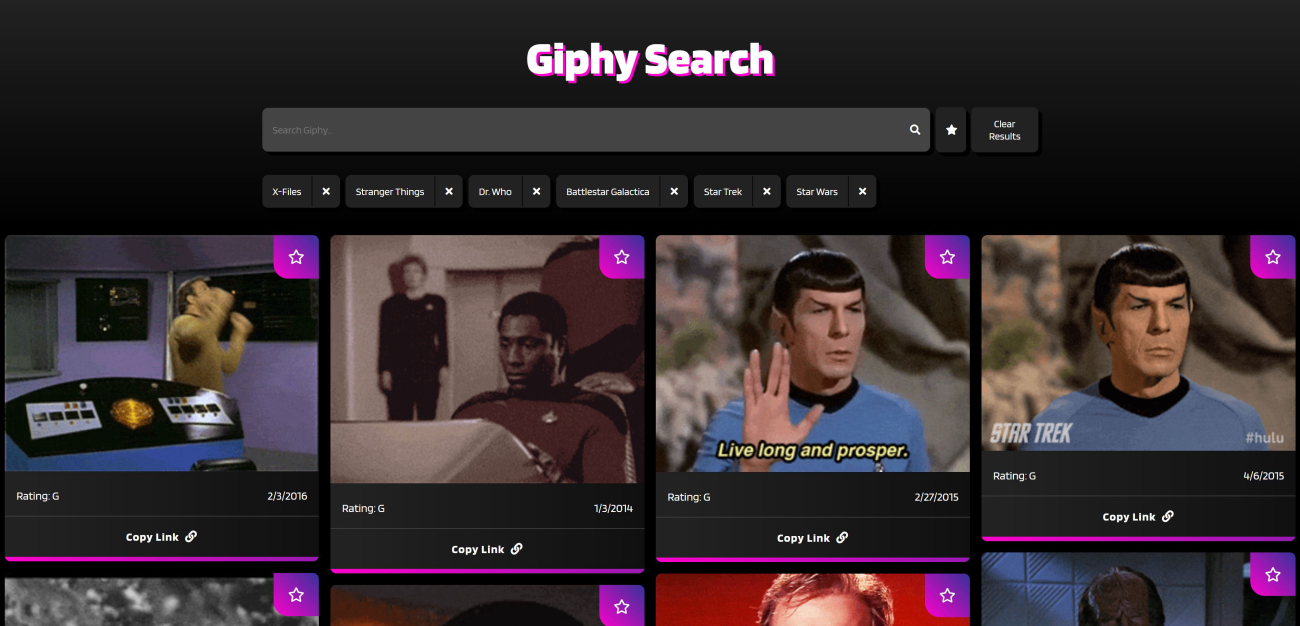 Giphy Search
Search Giphy...
Clear
Results
X-Files
Stranger Things
Dr. Who
Battlestar Galactica
Star Trek
Star Wars
Live long and prosper.
STAR TREK
#hulu
Rating: G 2/3/2016
Copy Link
Rating: G 1/3/2014
Copy Link
Rating: G 2/27/2015
Copy Link
Rating: G 4/6/2015
Copy Link